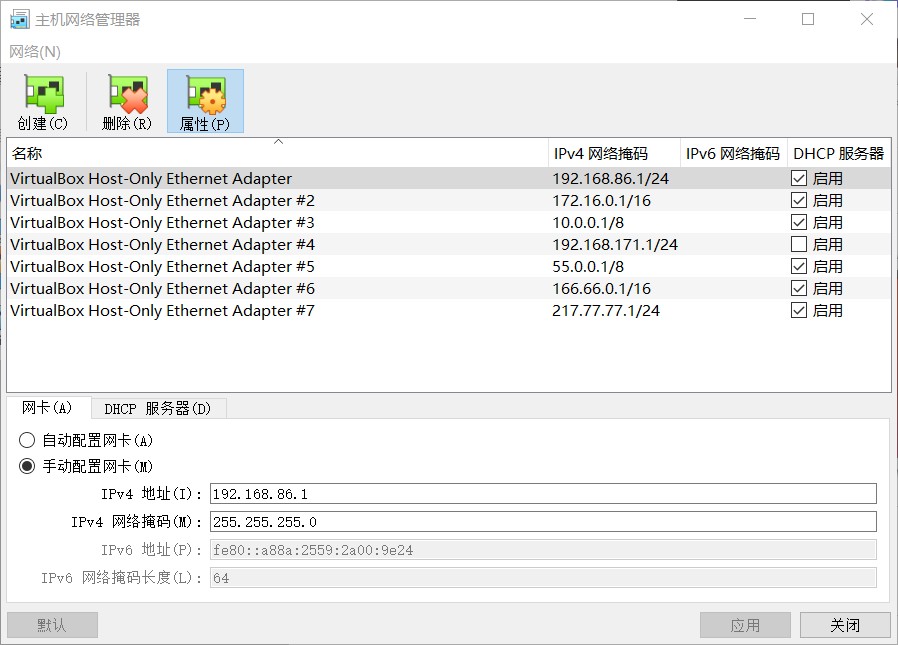 主机网络管理器
网络(N)
创建(C) 删除(R) 属性(P)
名称 IPv4 网络掩码 IPv6 网络掩码 DHCP 服务器
VirtualBox Host-Only Ethernet Adapter 192.168.86.1/24 启用
VirtualBox Host-Only Ethernet Adapter #2 172.16.0.1/16 启用
VirtualBox Host-Only Ethernet Adapter #3 10.0.0.1/8 启用
VirtualBox Host-Only Ethernet Adapter #4 192.168.171.1/24 启用
VirtualBox Host-Only Ethernet Adapter #5 55.0.0.1/8 启用
VirtualBox Host-Only Ethernet Adapter #6 166.66.0.1/16 启用
VirtualBox Host-Only Ethernet Adapter #7 217.77.77.1/24 启用
网卡(A) DHCP 服务器(D)
自动配置网卡(A)
手动配置网卡(M)
IPv4 地址(I): 192.168.86.1
IPv4 网络掩码(M): 255.255.255.0
IPv6 地址(P): fe80::a88a:2559:2a00:9e24
IPv6 网络掩码长度(L): 64
默认 应用 关闭